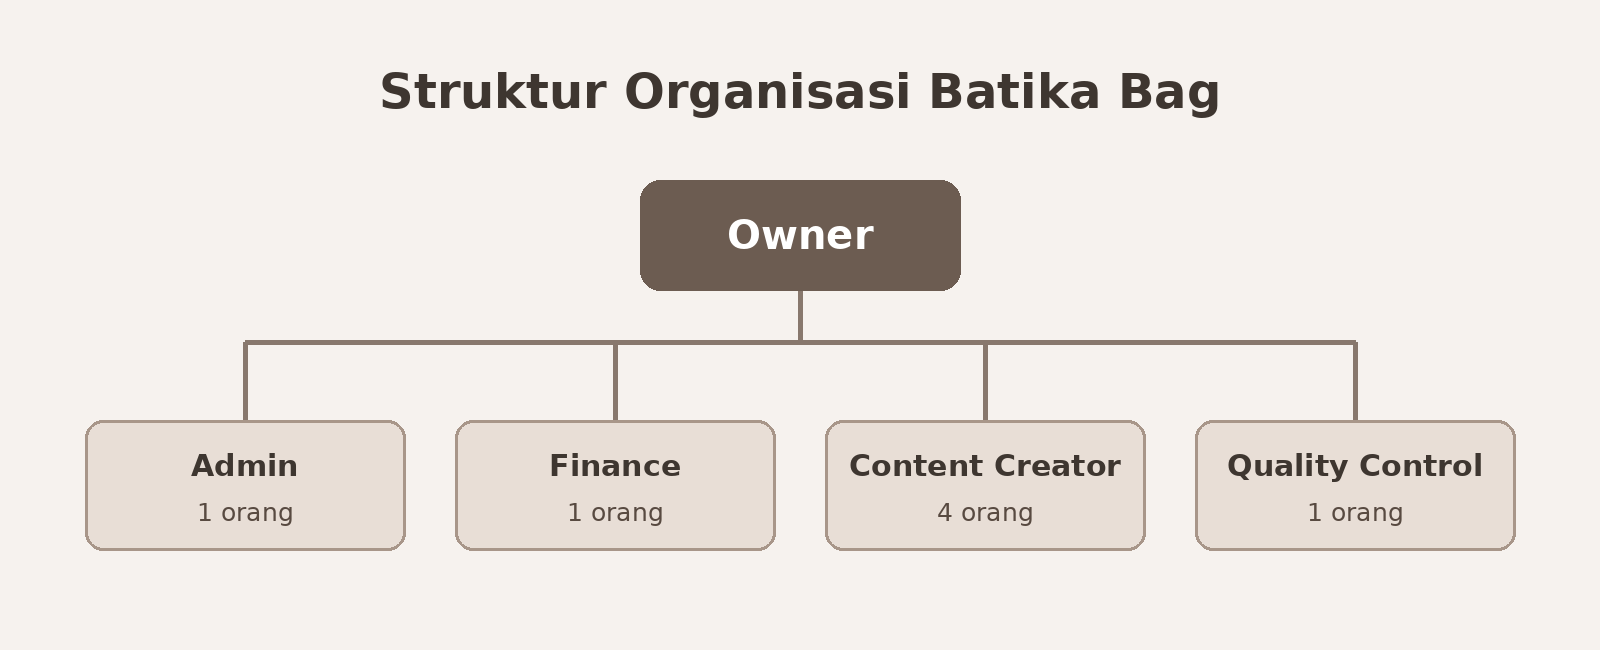 Struktur Organisasi Batika Bag
Owner
Admin
1 orang
Finance
1 orang
Content Creator
4 orang
Quality Control
1 orang